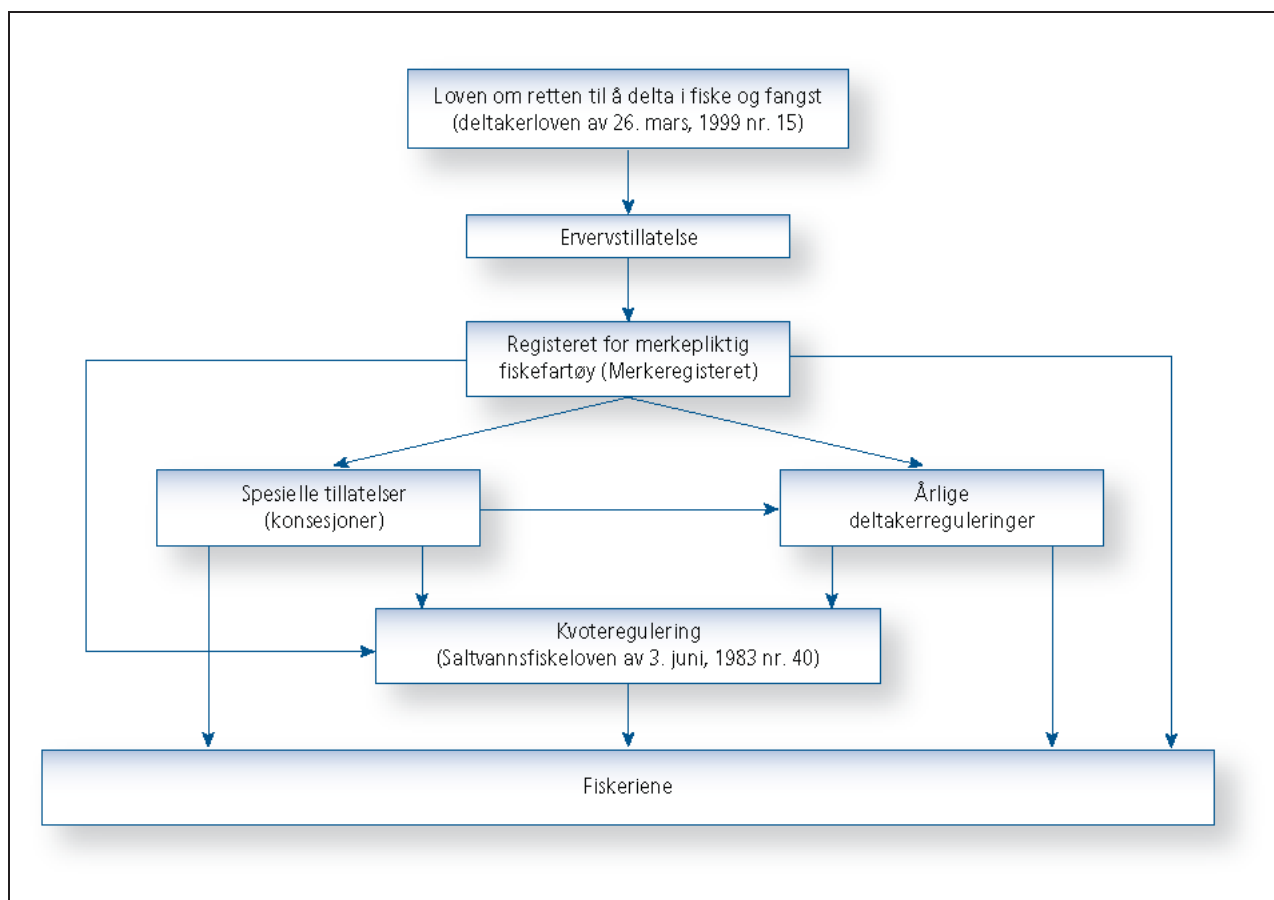 Loven om retten til å delta i fiske og fangst
(deltakerloven av 26. mars, 1999 nr. 15)
Ervervstillatelse
Registeret for merkepliktig
fiskefartøy (Merkeregisteret)
Spesielle tillatelser
(konsesjoner)
Årlige
deltakerreguleringer
Kvoteregulering
(Saltvannsfiskeloven av 3. juni, 1983 nr. 40)
Fiskeriene